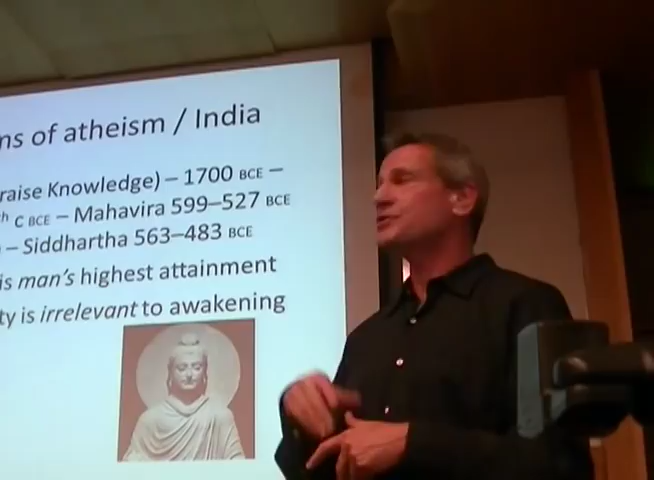 ns of atheism / India
raise Knowledge) – 1700 BCE –
th C BCE – Mahavira 599–527 BCE
– Siddhartha 563–483 BCE
is man's highest attainment
ty is irrelevant to awakening